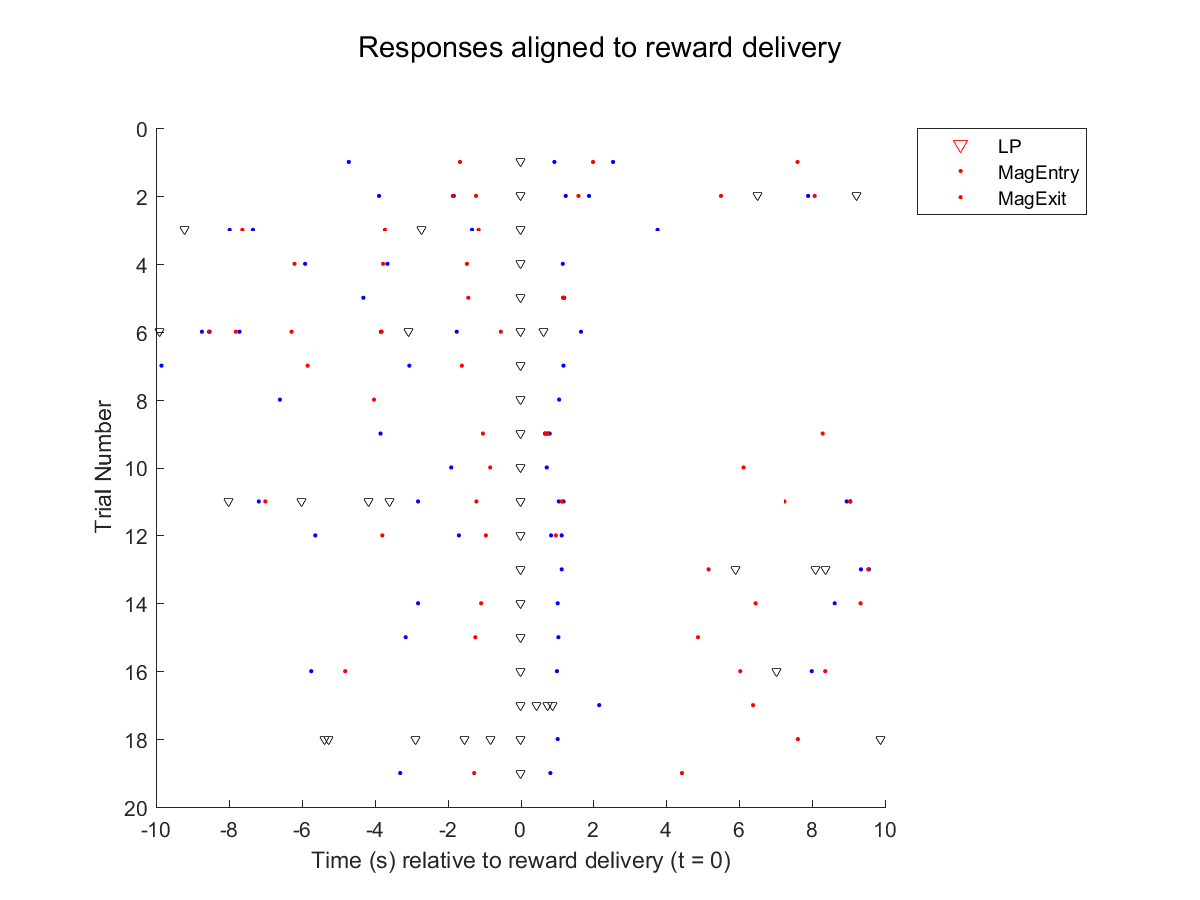 Responses aligned to reward delivery
LP
MagEntry
MagExit
0
2
4
6
8
10
12
14
16
18
20
Trial Number
-10 -8 -6 -4 -2 0 2 4 6 8 10
Time (s) relative to reward delivery (t = 0)